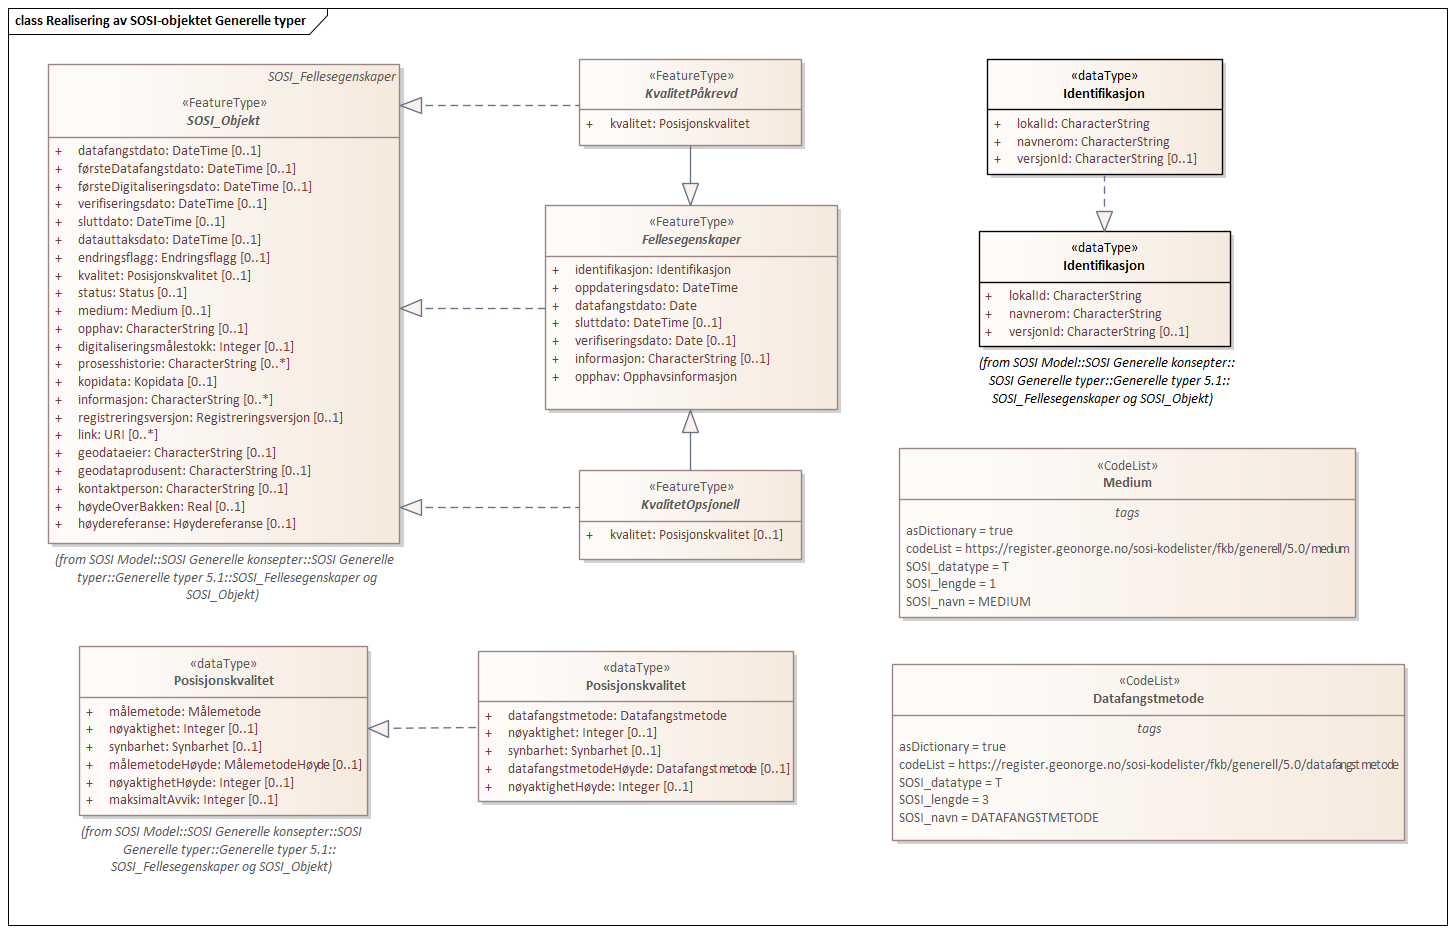 class Realisering av SOSI-objektet Generelle typer
SOSI_Fellesegenskaper
«FeatureType»
SOSI_Objekt
+ datafangstdato: DateTime [0..1]
+ førsteDatafangstdato: DateTime [0..1]
+ førsteDigitaliseringsdato: DateTime [0..1]
+ verifiseringsdato: DateTime [0..1]
+ sluttdato: DateTime [0..1]
+ datauttaksdato: DateTime [0..1]
+ endringsflagg: Endringsflagg [0..1]
+ kvalitet: Posisjonskvalitet [0..1]
+ status: Status [0..1]
+ medium: Medium [0..1]
+ opphav: CharacterString [0..1]
+ digitaliseringsmålestokk: Integer [0..1]
+ prosesshistorie: CharacterString [0..*]
+ kopidata: Kopidata [0..1]
+ informasjon: CharacterString [0..*]
+ registreringsversjon: Registreringsversjon [0..1]
+ link: URI [0..*]
+ geodataeier: CharacterString [0..1]
+ geodataprodusent: CharacterString [0..1]
+ kontaktperson: CharacterString [0..1]
+ høydeOverBakken: Real [0..1]
+ høydereferanse: Høydereferanse [0..1]
(from SOSI Model::SOSI Generelle konsepter::SOSI Generelle
typer::Generelle typer 5.1::SOSI_Fellesegenskaper og
SOSI_Objekt)
«FeatureType»
KvalitetPåkrevd
+ kvalitet: Posisjonskvalitet
«FeatureType»
Fellesegenskaper
+ identifikasjon: Identifikasjon
+ oppdateringsdato: DateTime
+ datafangstdato: Date
+ sluttdato: DateTime [0..1]
+ verifiseringsdato: Date [0..1]
+ informasjon: CharacterString [0..1]
+ opphav: Opphavsinformasjon
«FeatureType»
KvalitetOpsjonell
+ kvalitet: Posisjonskvalitet [0..1]
«dataType»
Identifikasjon
+ lokalId: CharacterString
+ navnerom: CharacterString
+ versjonId: CharacterString [0..1]
«dataType»
Identifikasjon
+ lokalId: CharacterString
+ navnerom: CharacterString
+ versjonId: CharacterString [0..1]
(from SOSI Model::SOSI Generelle konsepter::
SOSI Generelle typer::Generelle typer 5.1::
SOSI_Fellesegenskaper og SOSI_Objekt)
«CodeList»
Medium
tags
asDictionary = true
codeList = https://register.geonorge.no/sosi-kodelister/fkb/generell/5.0/medium
SOSI_datatype = T
SOSI_lengde = 1
SOSI_navn = MEDIUM
«dataType»
Posisjonskvalitet
+ målemetode: Målemetode
+ nøyaktighet: Integer [0..1]
+ synbarhet: Synbarhet [0..1]
+ målemetodeHøyde: MålemetodeHøyde [0..1]
+ nøyaktighetHøyde: Integer [0..1]
+ maksimaltAvvik: Integer [0..1]
(from SOSI Model::SOSI Generelle konsepter::SOSI
Generelle typer::Generelle typer 5.1::
SOSI_Fellesegenskaper og SOSI_Objekt)
«dataType»
Posisjonskvalitet
+ datafangstmetode: Datafangstmetode
+ nøyaktighet: Integer [0..1]
+ synbarhet: Synbarhet [0..1]
+ datafangstmetodeHøyde: Datafangstmetode [0..1]
+ nøyaktighetHøyde: Integer [0..1]
«CodeList»
Datafangstmetode
tags
asDictionary = true
codeList = https://register.geonorge.no/sosi-kodelister/fkb/generell/5.0/datafangstmetode
SOSI_datatype = T
SOSI_lengde = 3
SOSI_navn = DATAFANGSTMETODE